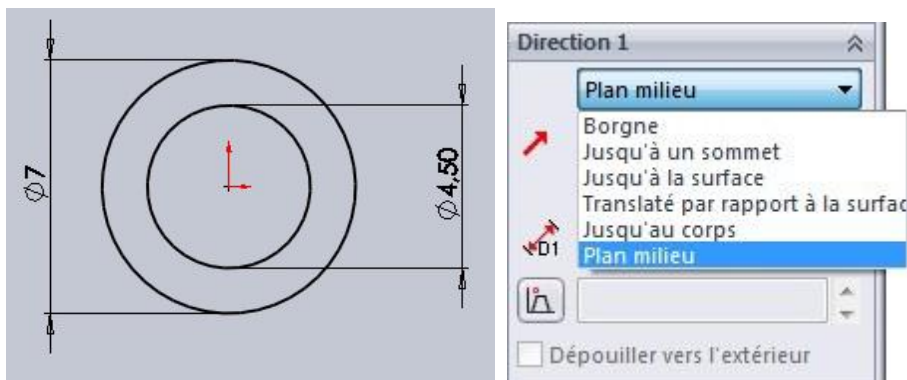 Ø7
Ø4,50
Direction 1
Plan milieu
Borgne
Jusqu'à un sommet
Jusqu'à la surface
Translaté par rapport à la surfac
Jusqu'au corps
D1
Plan milieu
Dépouiller vers l'extérieur